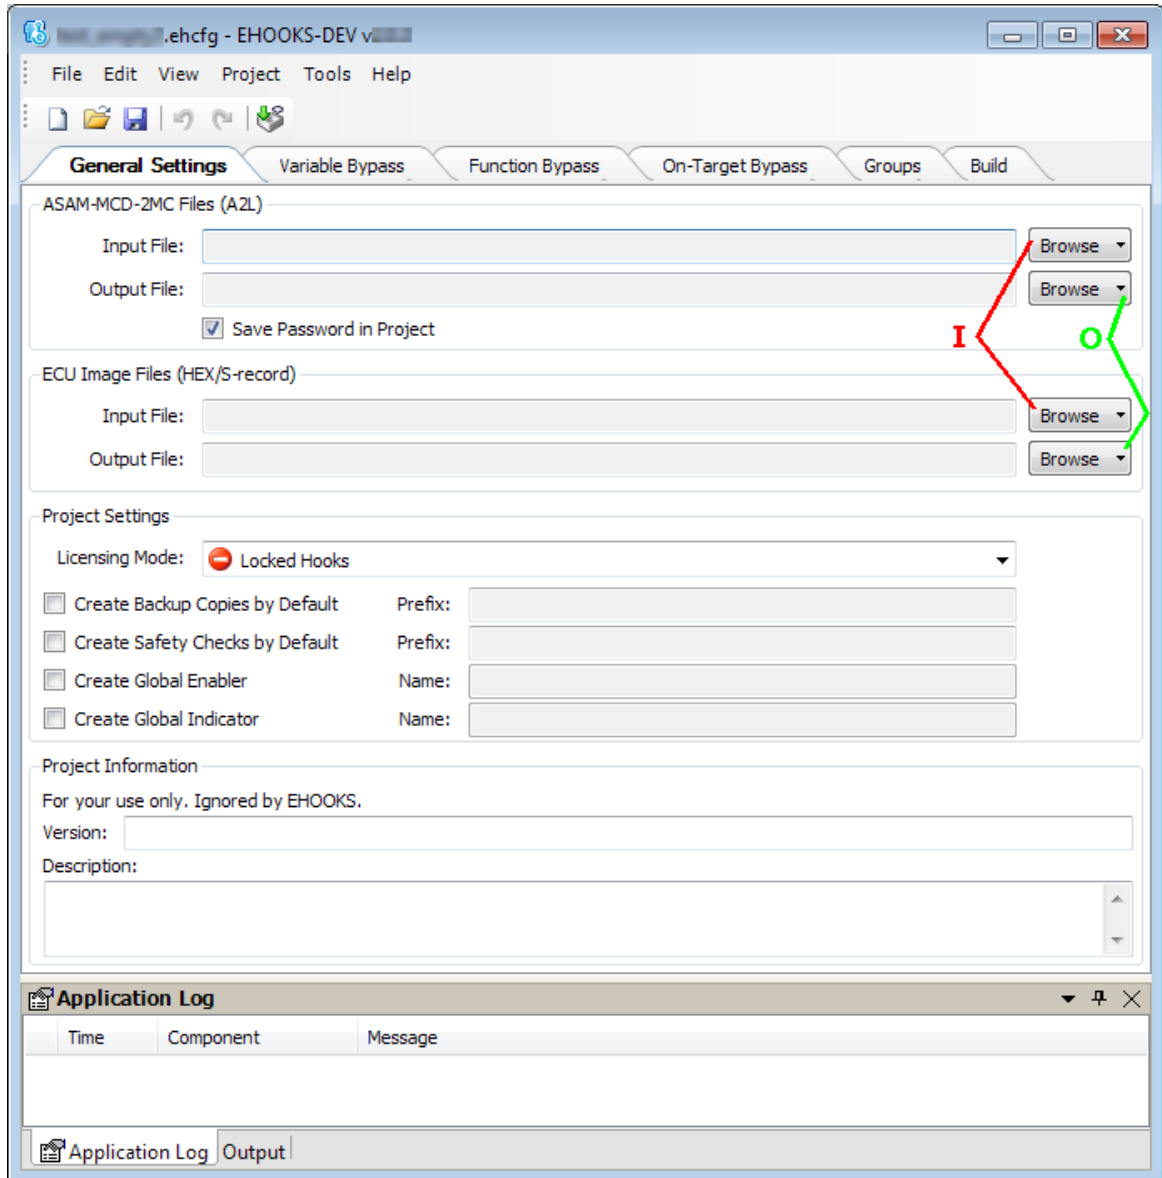 .ehcfg - EHOOKS-DEV v
File Edit View Project Tools Help
General Settings Variable Bypass Function Bypass On-Target Bypass Groups Build
ASAM-MCD-2MC Files (A2L)
Input File: Browse
Output File: Browse
Save Password in Project
I O
ECU Image Files (HEX/S-record)
Input File: Browse
Output File: Browse
Project Settings
Licensing Mode: Locked Hooks
Create Backup Copies by Default Prefix:
Create Safety Checks by Default Prefix:
Create Global Enabler Name:
Create Global Indicator Name:
Project Information
For your use only. Ignored by EHOOKS.
Version:
Description:
Application Log
Time Component Message
Application Log Output